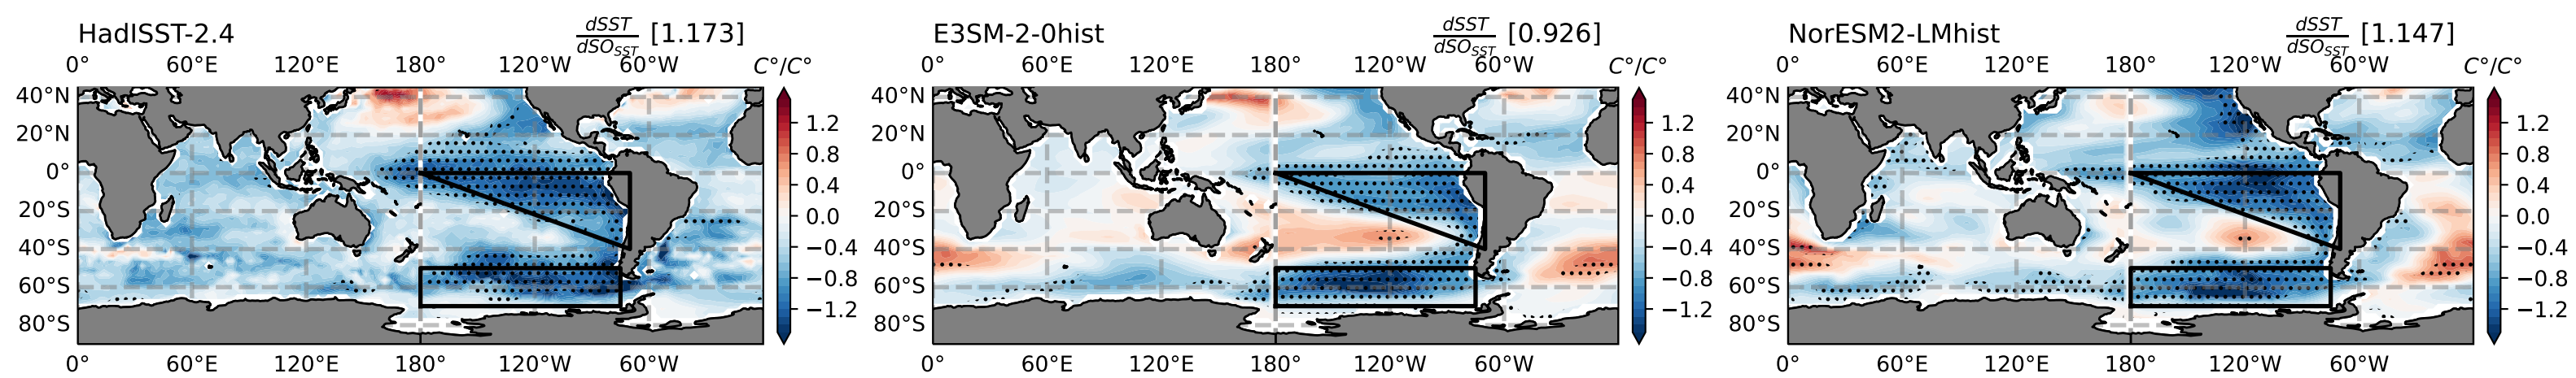 HadISST-2.4
dSST/dSO_SST [1.173]
0° 60°E 120°E 180° 120°W 60°W C°/C°
40°N
20°N
0°
20°S
40°S
60°S
80°S
0° 60°E 120°E 180° 120°W 60°W
1.2
0.8
0.4
0.0
−0.4
−0.8
−1.2
E3SM-2-0hist
dSST/dSO_SST [0.926]
0° 60°E 120°E 180° 120°W 60°W C°/C°
40°N
20°N
0°
20°S
40°S
60°S
80°S
0° 60°E 120°E 180° 120°W 60°W
1.2
0.8
0.4
0.0
−0.4
−0.8
−1.2
NorESM2-LMhist
dSST/dSO_SST [1.147]
0° 60°E 120°E 180° 120°W 60°W C°/C°
40°N
20°N
0°
20°S
40°S
60°S
80°S
0° 60°E 120°E 180° 120°W 60°W
1.2
0.8
0.4
0.0
−0.4
−0.8
−1.2